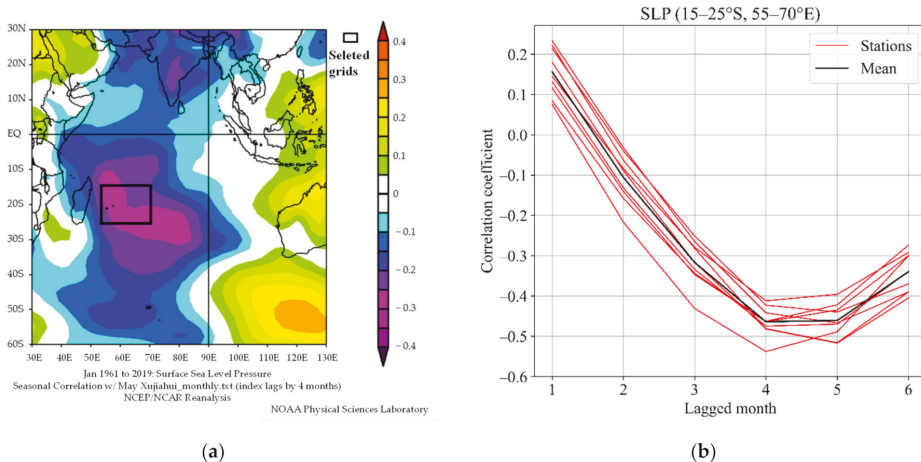 30N
20N
10N
EQ
10S
20S
30S
40S
50S
60S
30E 40E 50E 60E 70E 80E 90E 100E 110E 120E 130E
Seleted
grids
0.4
0.3
0.2
0.1
0
−0.1
−0.2
−0.3
−0.4
Jan 1961 to 2019: Surface Sea Level Pressure
Seasonal Correlation w/ May Xujiahui_monthly.txt (index lags by 4 months)
NCEP/NCAR Reanalysis
NOAA Physical Sciences Laboratory
(a)
SLP (15–25°S, 55–70°E)
Stations
Mean
Correlation coefficient
0.2
0.1
0.0
−0.1
−0.2
−0.3
−0.4
−0.5
−0.6
1 2 3 4 5 6
Lagged month
(b)